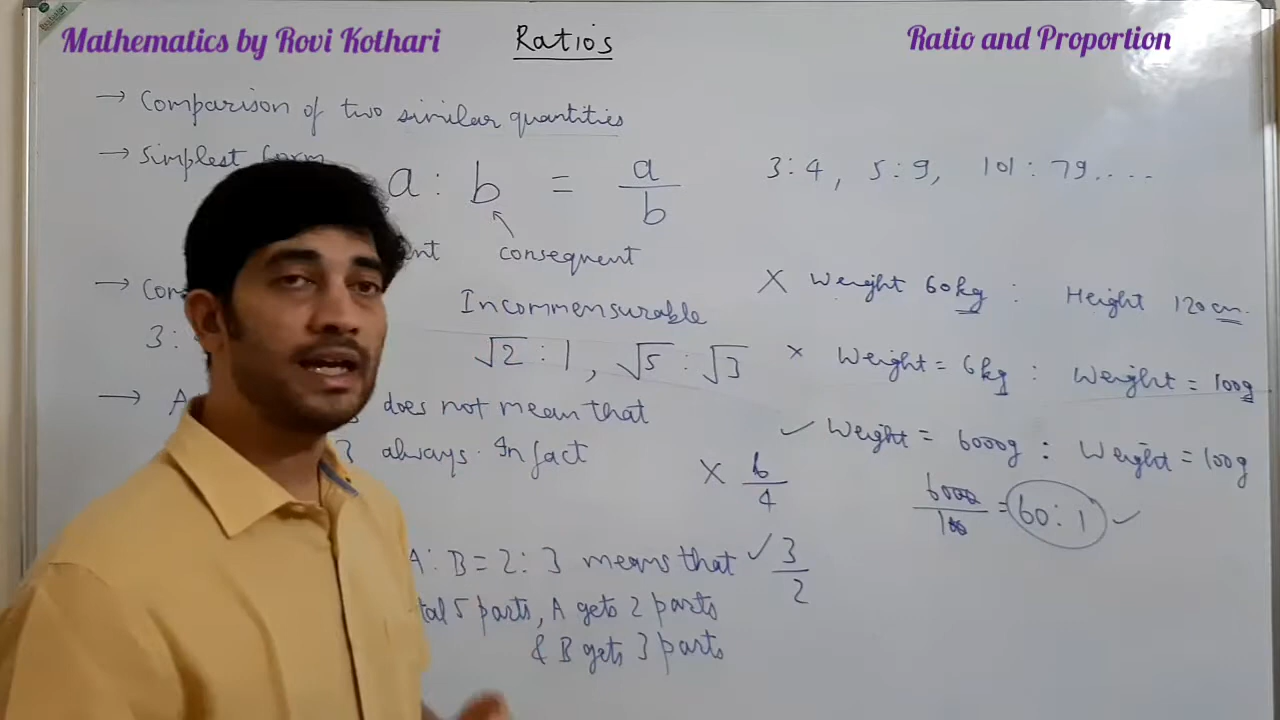 Mathematics by Rovi Kothari
Ratios
Ratio and Proportion
→ Comparison of two similar quantities
→ Simplest form
a : b = a/b
3:4, 5:9, 101:79....
consequent
X Weight 60kg : Height 120cm.
→
Incommensurable
3:
√2 : 1, √5 : √3
X Weight = 6kg : Weight = 100g
→ A
does not mean that
✓ Weight = 6000g : Weight = 100g
3 always. In fact
X 6/4
6000/100 = 60:1 ✓
A:B = 2:3 means that
✓ 3/2
5 parts, A gets 2 parts
& B gets 3 parts